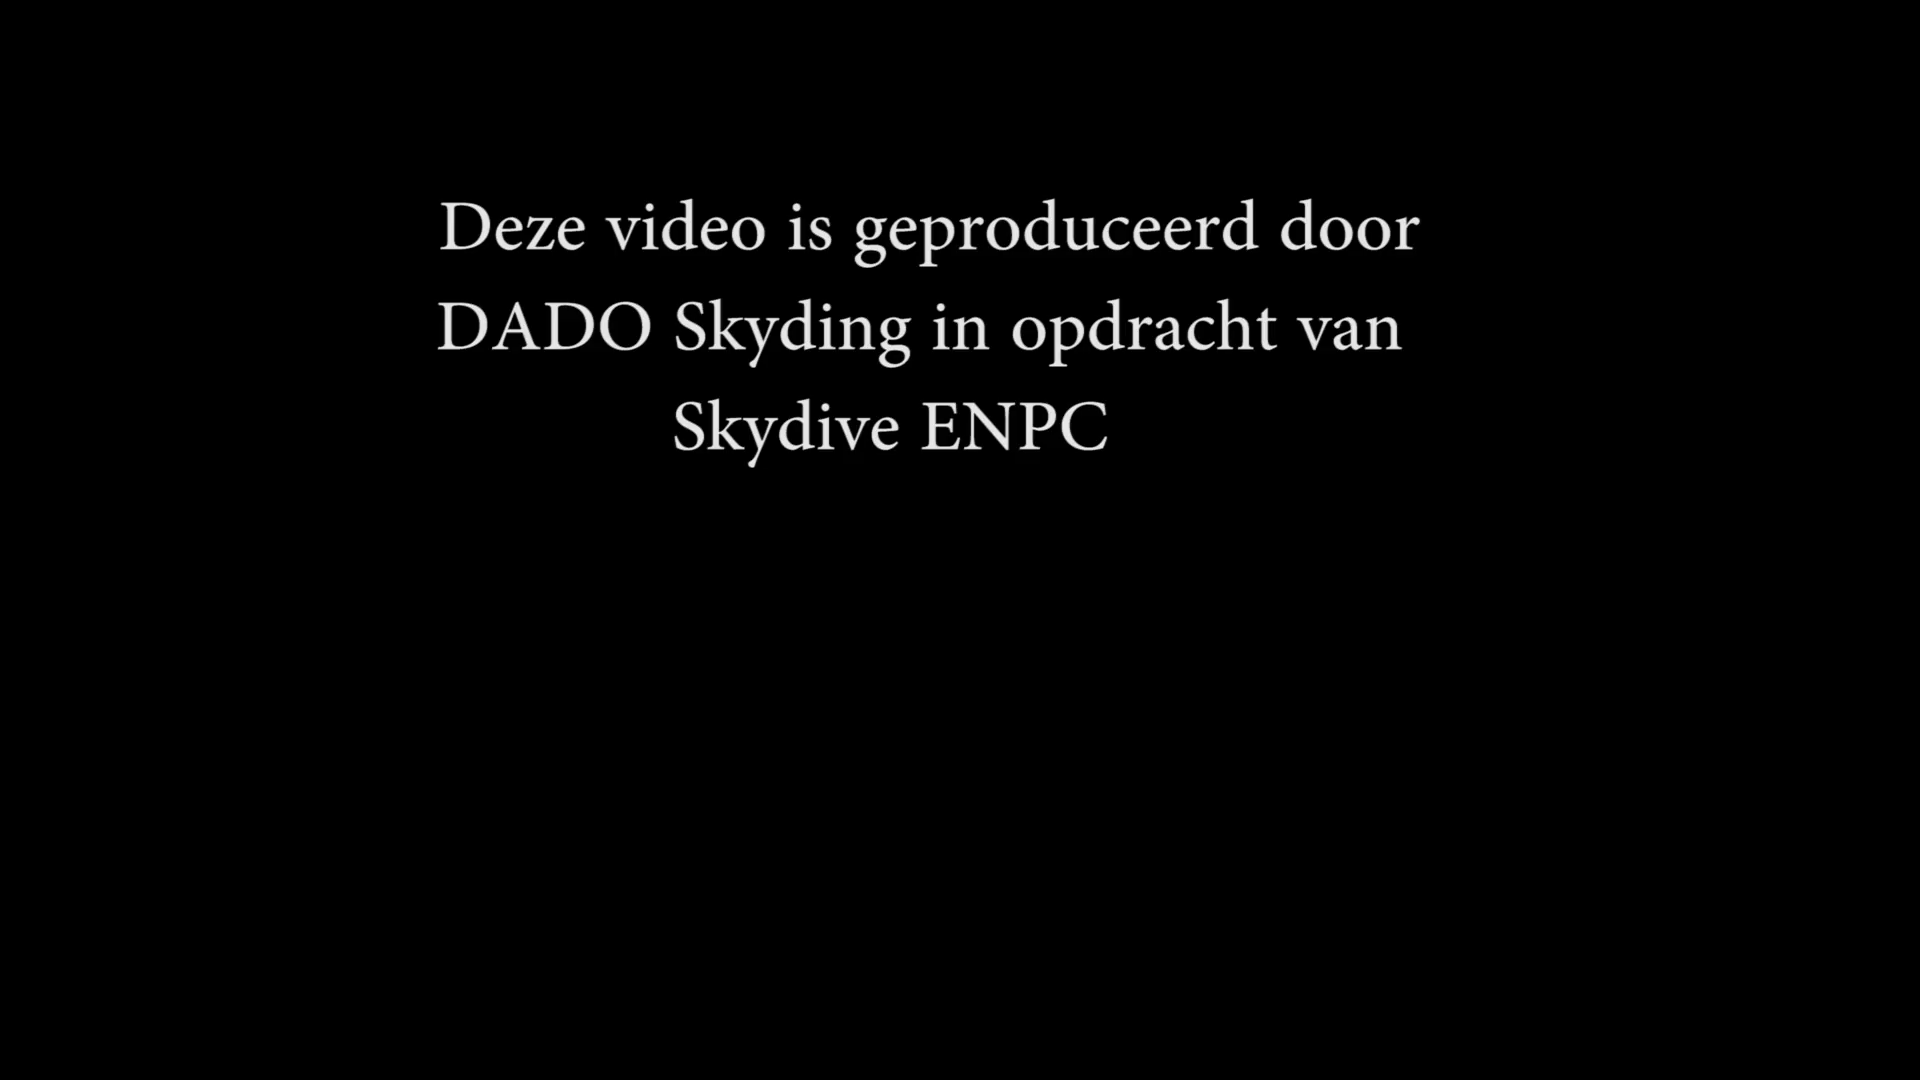 Deze video is geproduceerd door
DADO Skyding in opdracht van
Skydive ENPC